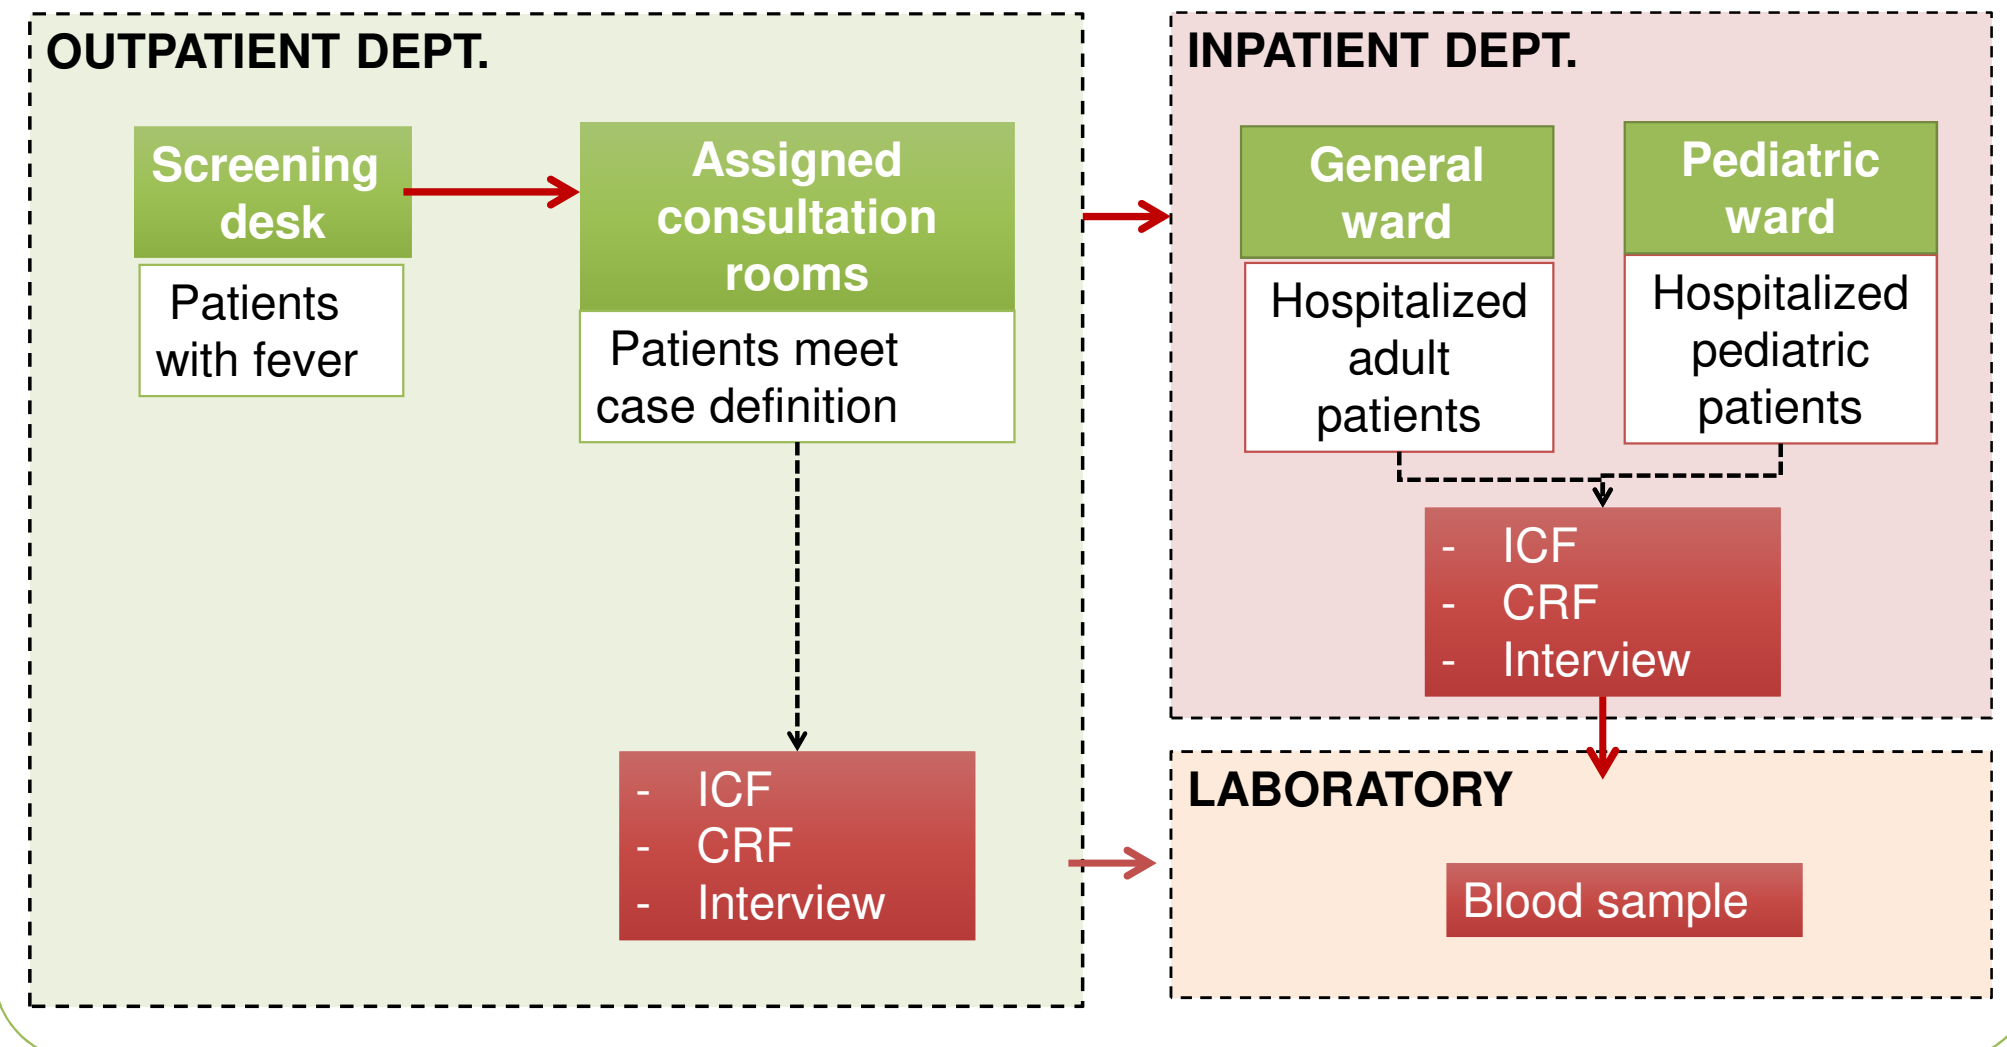 OUTPATIENT DEPT.
Screening
desk
Patients
with fever
Assigned
consultation
rooms
Patients meet
case definition
- ICF
- CRF
- Interview
INPATIENT DEPT.
General
ward
Hospitalized
adult
patients
Pediatric
ward
Hospitalized
pediatric
patients
- ICF
- CRF
- Interview
LABORATORY
Blood sample